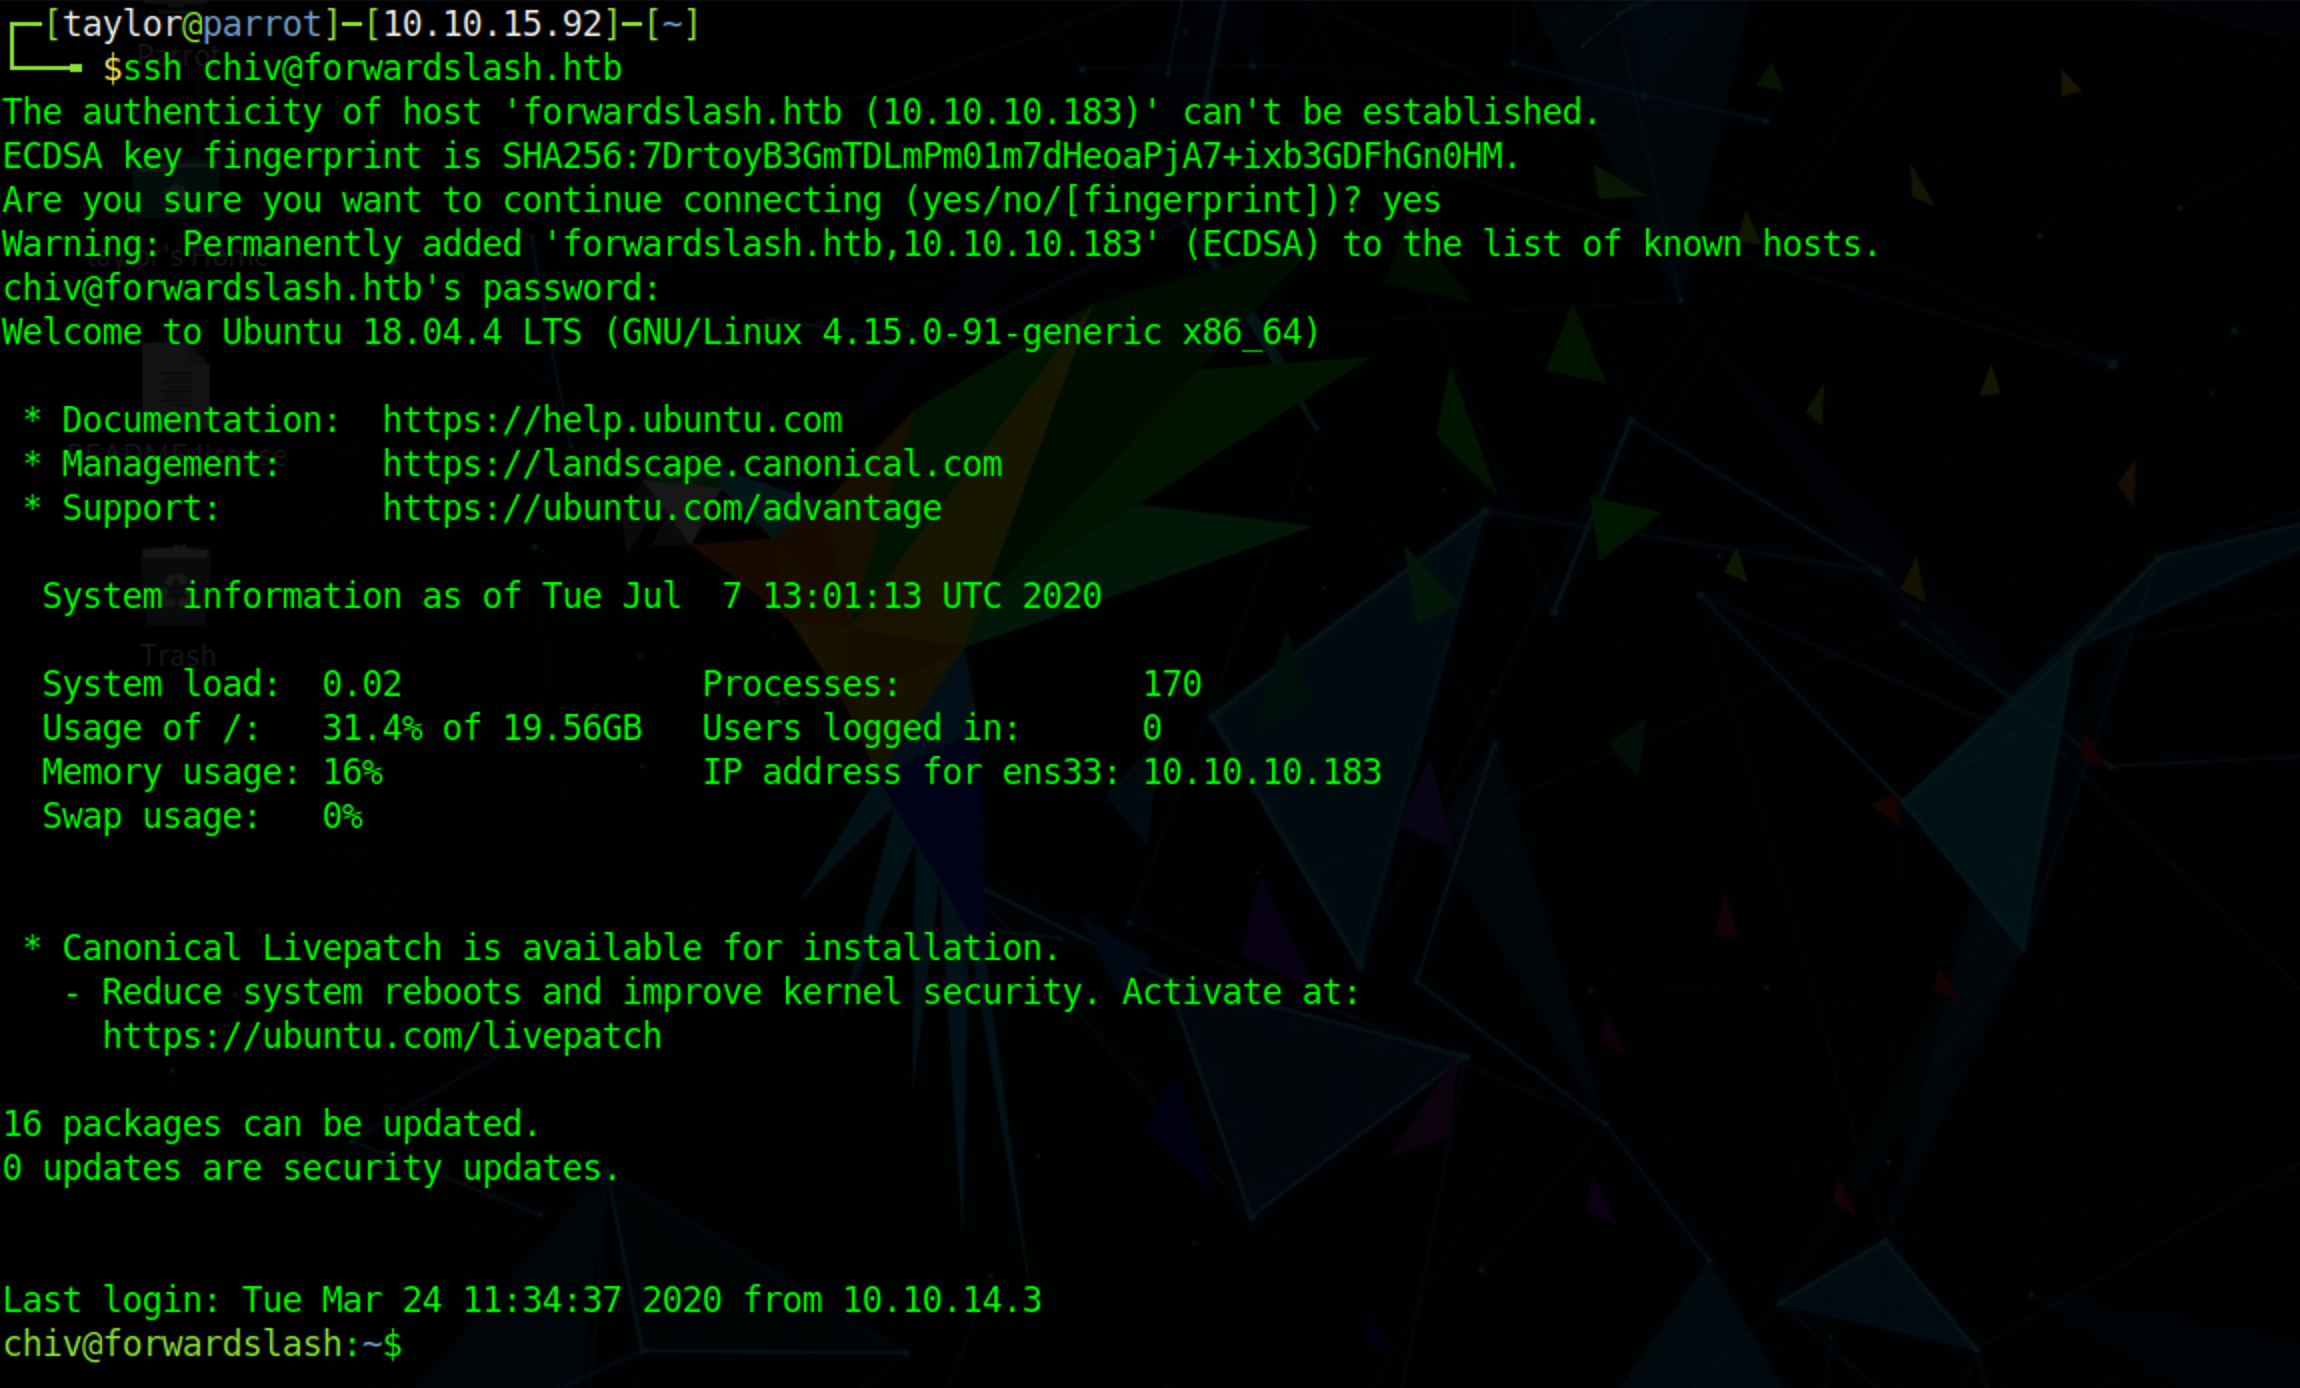 ┌─[taylor@parrot]─[10.10.15.92]─[~]
└──╼ $ssh chiv@forwardslash.htb
The authenticity of host 'forwardslash.htb (10.10.10.183)' can't be established.
ECDSA key fingerprint is SHA256:7DrtoyB3GmTDLmPm01m7dHeoaPjA7+ixb3GDFhGn0HM.
Are you sure you want to continue connecting (yes/no/[fingerprint])? yes
Warning: Permanently added 'forwardslash.htb,10.10.10.183' (ECDSA) to the list of known hosts.
chiv@forwardslash.htb's password:
Welcome to Ubuntu 18.04.4 LTS (GNU/Linux 4.15.0-91-generic x86_64)
 * Documentation:  https://help.ubuntu.com
 * Management:     https://landscape.canonical.com
 * Support:        https://ubuntu.com/advantage
  System information as of Tue Jul  7 13:01:13 UTC 2020
  System load:  0.02               Processes:            170
  Usage of /:   31.4% of 19.56GB   Users logged in:      0
  Memory usage: 16%                IP address for ens33: 10.10.10.183
  Swap usage:   0%
 * Canonical Livepatch is available for installation.
   - Reduce system reboots and improve kernel security. Activate at:
     https://ubuntu.com/livepatch
16 packages can be updated.
0 updates are security updates.
Last login: Tue Mar 24 11:34:37 2020 from 10.10.14.3
chiv@forwardslash:~$
Parrot
taylor's Home
README.license
Trash